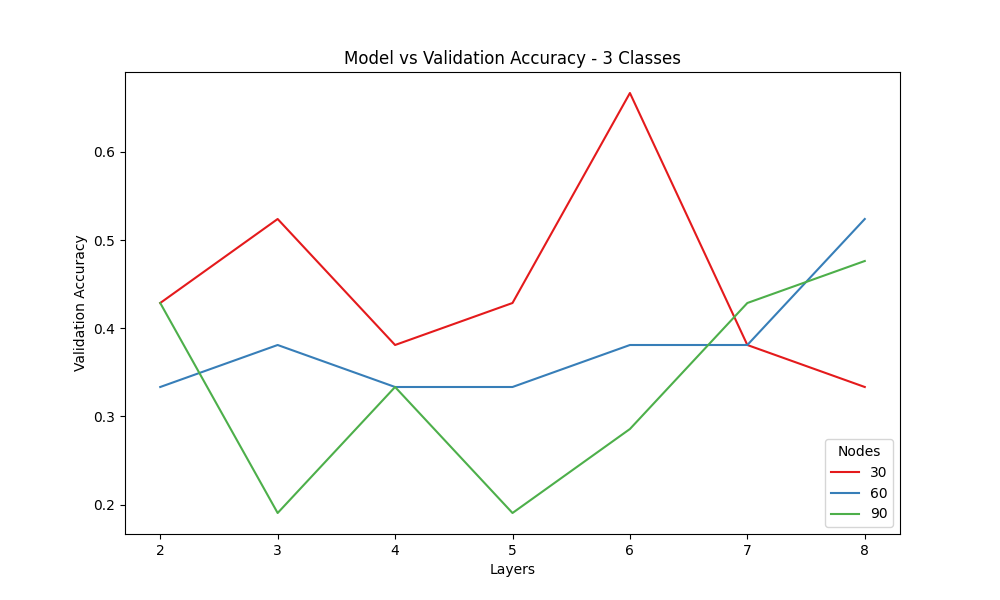 Model vs Validation Accuracy - 3 Classes
Validation Accuracy
0.6
0.5
0.4
0.3
0.2
Nodes
30
60
90
2 3 4 5 6 7 8
Layers